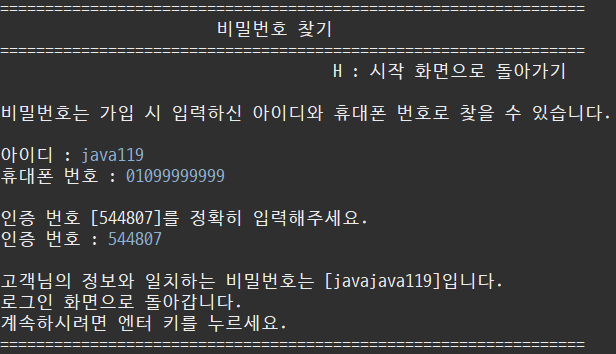 =================================================================
비밀번호 찾기
=================================================================
H : 시작 화면으로 돌아가기
비밀번호는 가입 시 입력하신 아이디와 휴대폰 번호로 찾을 수 있습니다.
아이디 : java119
휴대폰 번호 : 01099999999
인증 번호 [544807]를 정확히 입력해주세요.
인증 번호 : 544807
고객님의 정보와 일치하는 비밀번호는 [javajava119]입니다.
로그인 화면으로 돌아갑니다.
계속하시려면 엔터 키를 누르세요.
=================================================================